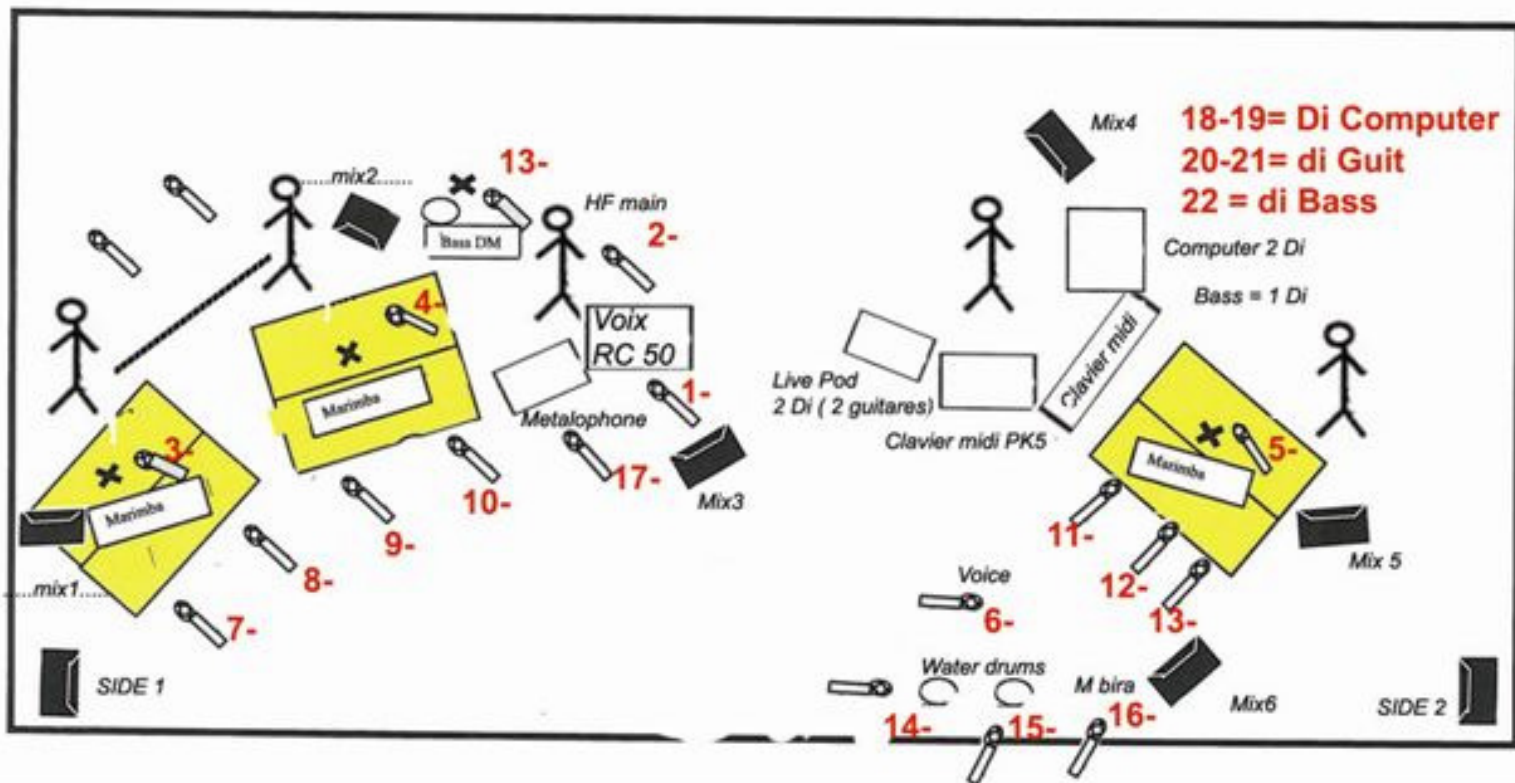 18-19= Di Computer
20-21= di Guit
22 = di Bass
Mix4
13-
......mix2.......
HF main
2-
Bass DM
Computer 2 Di
Bass = 1 Di
4-
Voix
RC 50
Clavier midi
Marimba
Metalophone
1-
Live Pod
2 Di ( 2 guitares)
Clavier midi PK5
3-
Marimba
10-
17-
Mix3
9-
8-
......mix1......
7-
5-
Marimba
11-
12-
13-
Mix 5
Voice
6-
SIDE 1
Water drums
M bira
14-
15-
16-
Mix6
SIDE 2